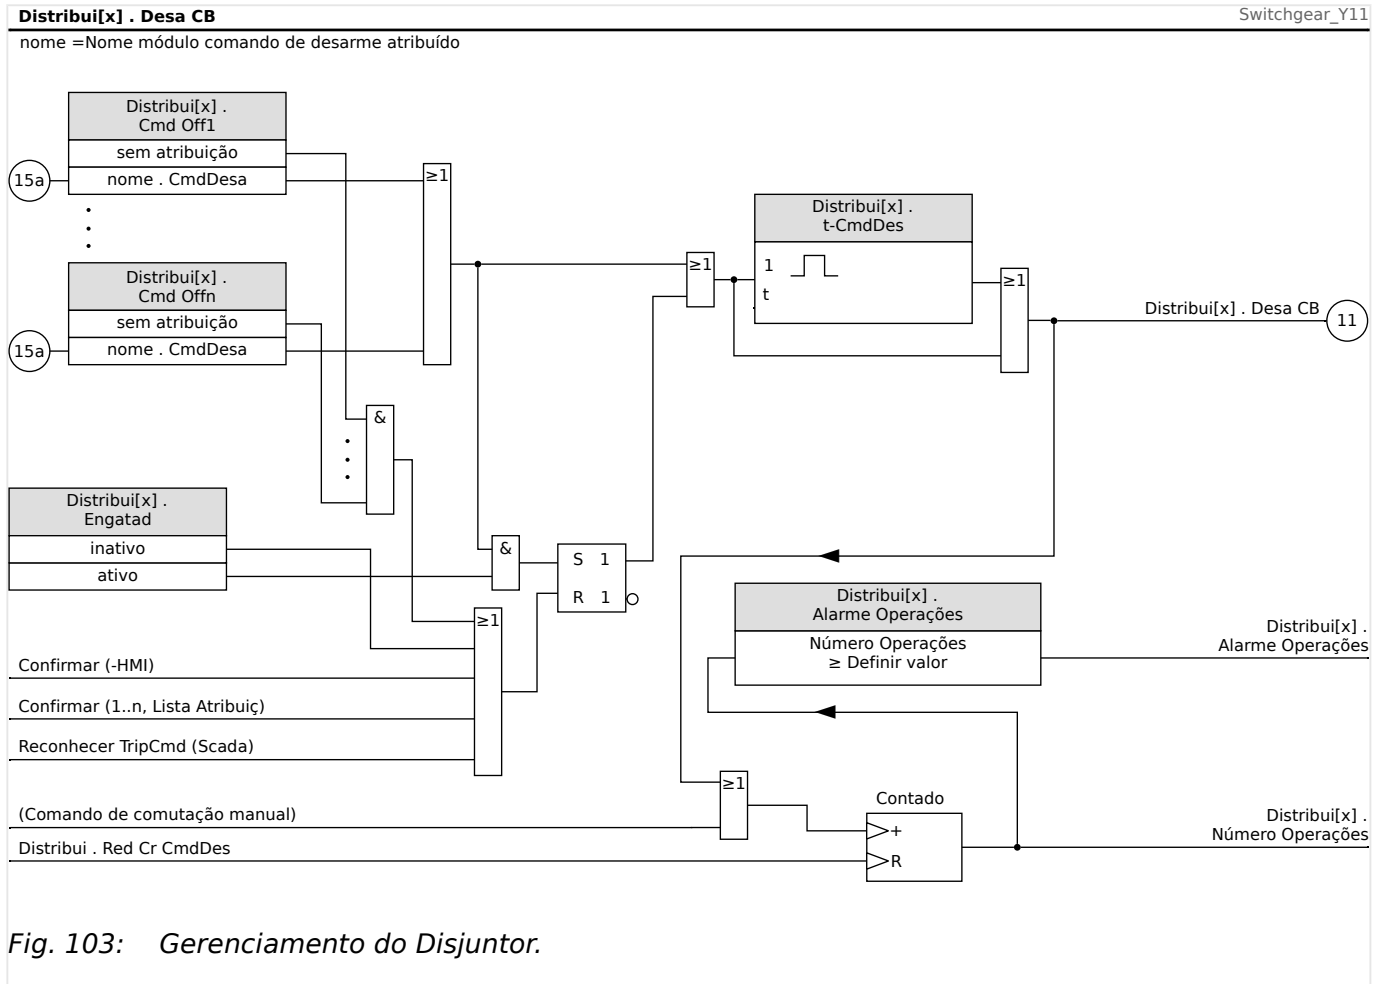 Distribui[x] . Desa CB
Switchgear_Y11
nome =Nome módulo comando de desarme atribuído
Distribui[x] .
Cmd Off1
sem atribuição
15a
nome . CmdDesa
≥1
Distribui[x] .
t-CmdDes
1
t
≥1
≥1
Distribui[x] .
Cmd Offn
sem atribuição
15a
nome . CmdDesa
Distribui[x] . Desa CB
11
&
Distribui[x] .
Engatad
inativo
ativo
&
S 1
R 1
Distribui[x] .
Alarme Operações
Número Operações
≥ Definir valor
Distribui[x] .
Alarme Operações
≥1
Confirmar (-HMI)
Confirmar (1..n, Lista Atribuiç)
Reconhecer TripCmd (Scada)
≥1
(Comando de comutação manual)
Distribui . Red Cr CmdDes
Contado
+
R
Distribui[x] .
Número Operações
Fig. 103: Gerenciamento do Disjuntor.